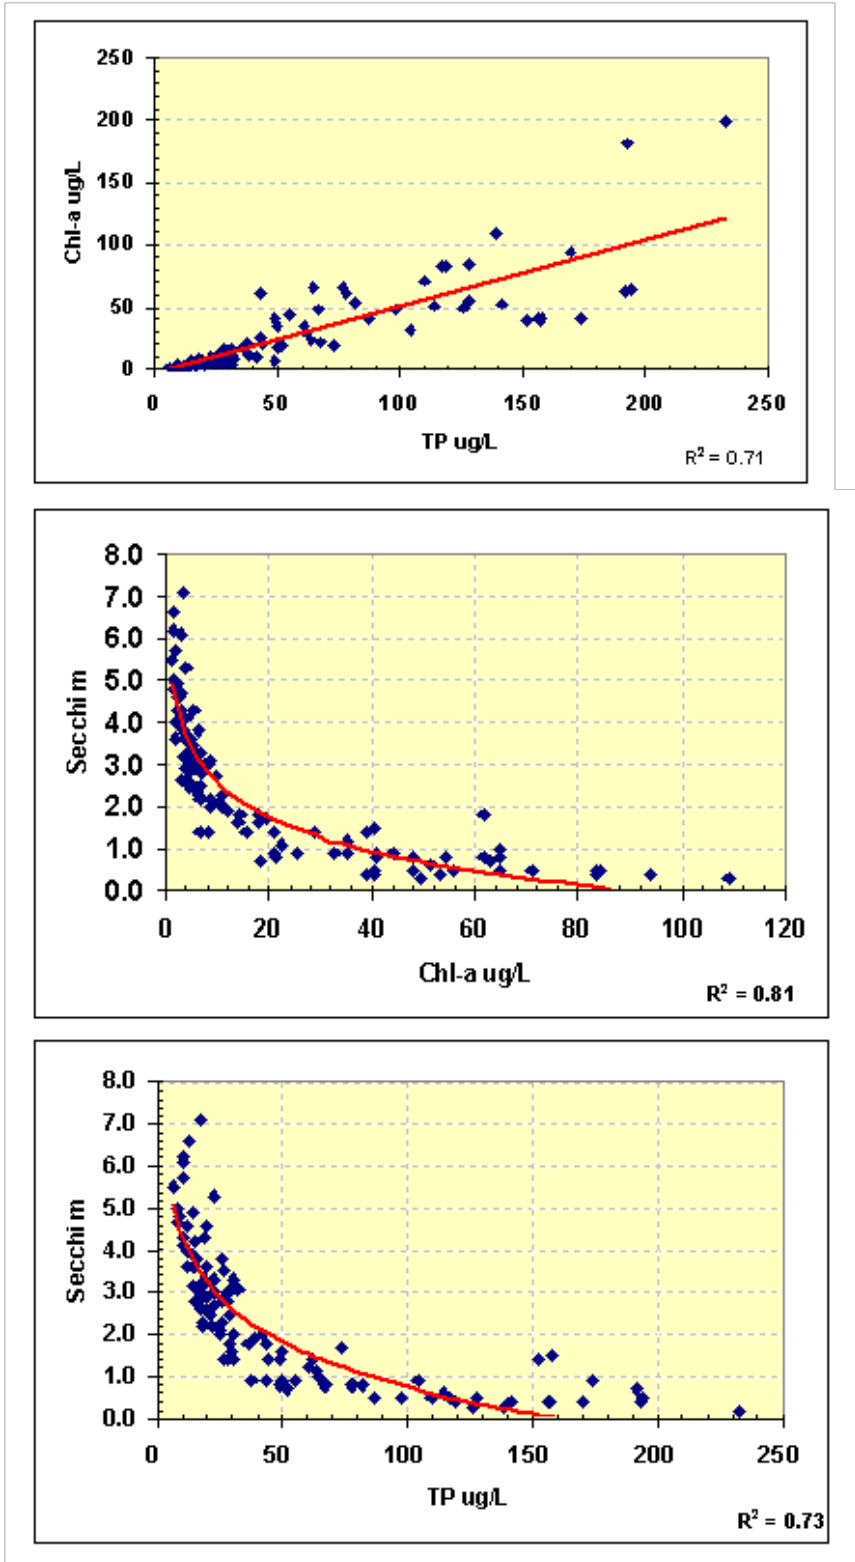 250
200
150
100
50
0
Chl-a ug/L
0 50 100 150 200 250
TP ug/L
R² = 0.71
8.0
7.0
6.0
5.0
4.0
3.0
2.0
1.0
0.0
Secchi m
0 20 40 60 80 100 120
Chl-a ug/L
R² = 0.81
8.0
7.0
6.0
5.0
4.0
3.0
2.0
1.0
0.0
Secchi m
0 50 100 150 200 250
TP ug/L
R² = 0.73